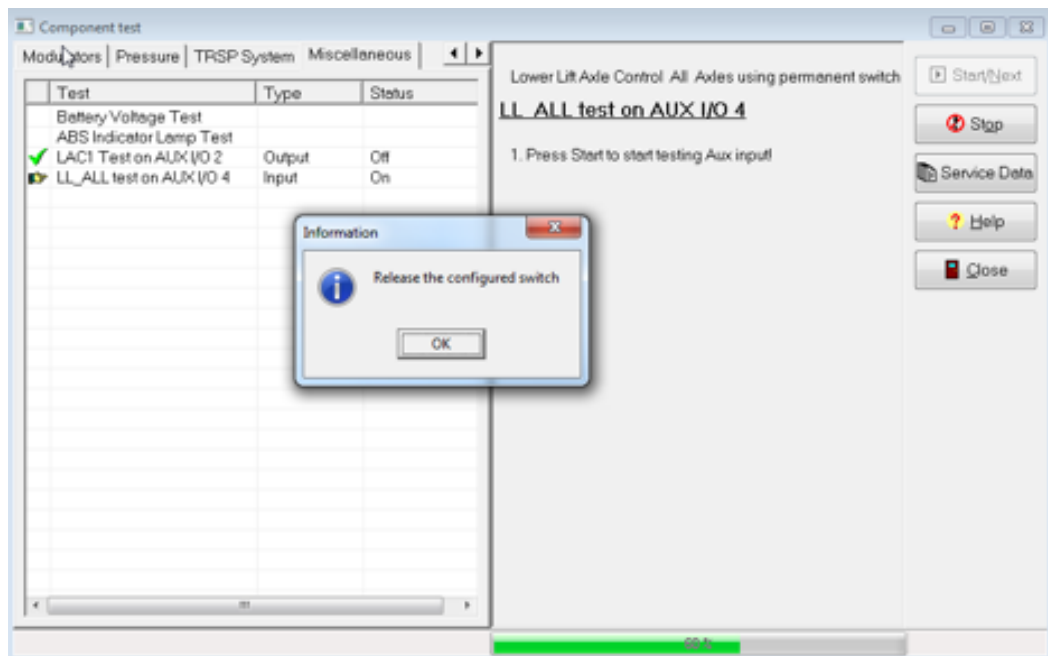 Component test
Modulators Pressure TRSP System Miscellaneous
Test Type Status
Battery Voltage Test
ABS Indicator Lamp Test
LAC1 Test on AUX I/O 2 Output Off
LL_ALL test on AUX I/O 4 Input On
Lower Lift Axle Control All Axles using permanent switch
LL_ALL test on AUX I/O 4
1. Press Start to start testing Aux input!
Information
Release the configured switch
OK
Start/Next
Stop
Service Data
Help
Close